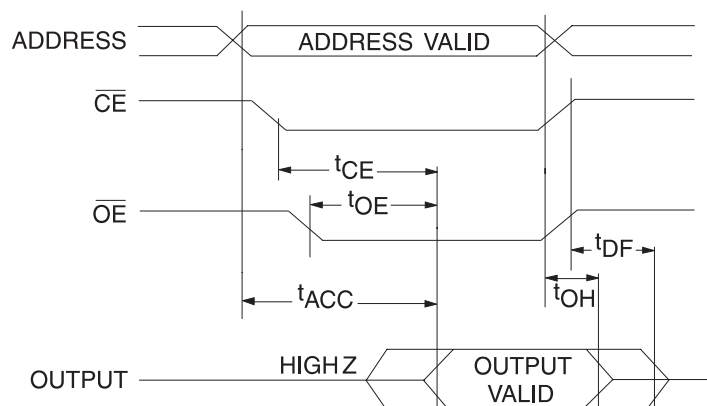 ADDRESS
ADDRESS VALID
CE
tCE
OE
tOE
tDF
tACC
tOH
HIGH Z
OUTPUT
OUTPUT
VALID